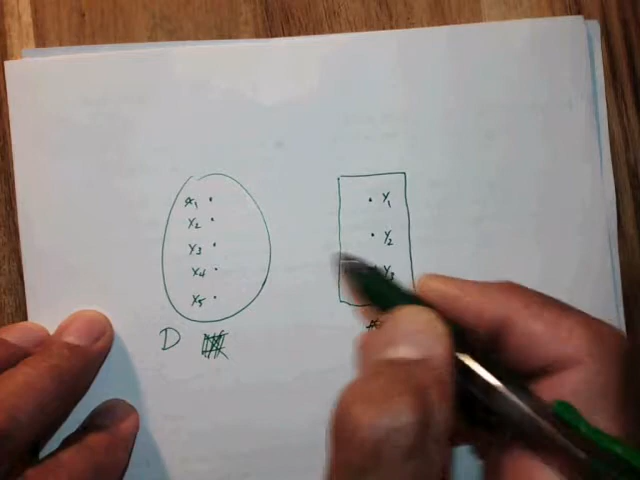 x₁ y₁
x₂
x₃ y₂
x₄ y₃
x₅
D